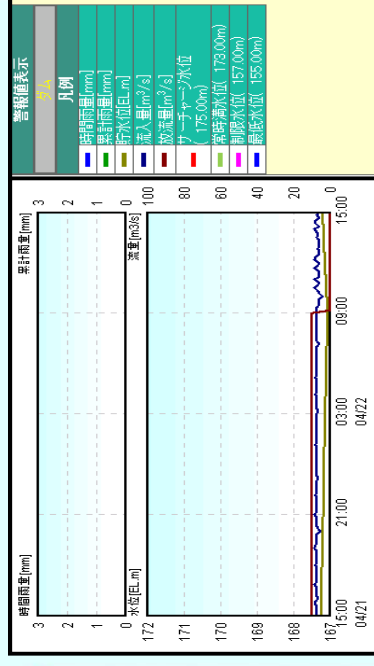 時間雨量[mm]
累計雨量[mm]
3
2
1
0
3
2
1
0
水位[EL.m]
流量[m3/s]
172
171
170
169
168
167
100
80
60
40
20
0
15:00
21:00
03:00
09:00
15:00
04/21
04/22
警報値表示
ダム
凡例
時間雨量[mm]
累計雨量[mm]
貯水位[EL.m]
流入量[m³/s]
放流量[m³/s]
サーチャージ水位
( 175.00m)
常時満水位( 173.00m)
制限水位( 157.00m)
最低水位( 155.00m)